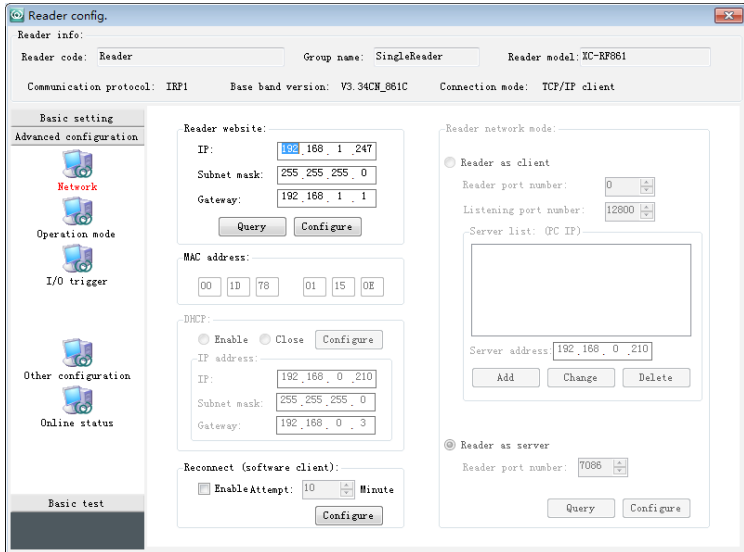 Reader config.
Reader info:
Reader code: Reader Group name: SingleReader Reader model: XC-RF861
Communication protocol: IRP1 Base band version: V3.34CN_861C Connection mode: TCP/IP client
Basic setting
Advanced configuration
Network
Operation mode
I/O trigger
Other configuration
Online status
Basic test
Reader website:
IP: 192 . 168 . 1 . 247
Subnet mask: 255 . 255 . 255 . 0
Gateway: 192 . 168 . 1 . 1
Query Configure
MAC address:
00 1D 78 01 15 0E
DHCP:
Enable Close Configure
IP address:
IP: 192 . 168 . 0 . 210
Subnet mask: 255 . 255 . 255 . 0
Gateway: 192 . 168 . 0 . 3
Reconnect (software client):
Enable Attempt: 10 Minute
Configure
Reader network mode:
Reader as client
Reader port number: 0
Listening port number: 12800
Server list: (PC IP)
Server address: 192 . 168 . 0 . 210
Add Change Delete
Reader as server
Reader port number: 7086
Query Configure